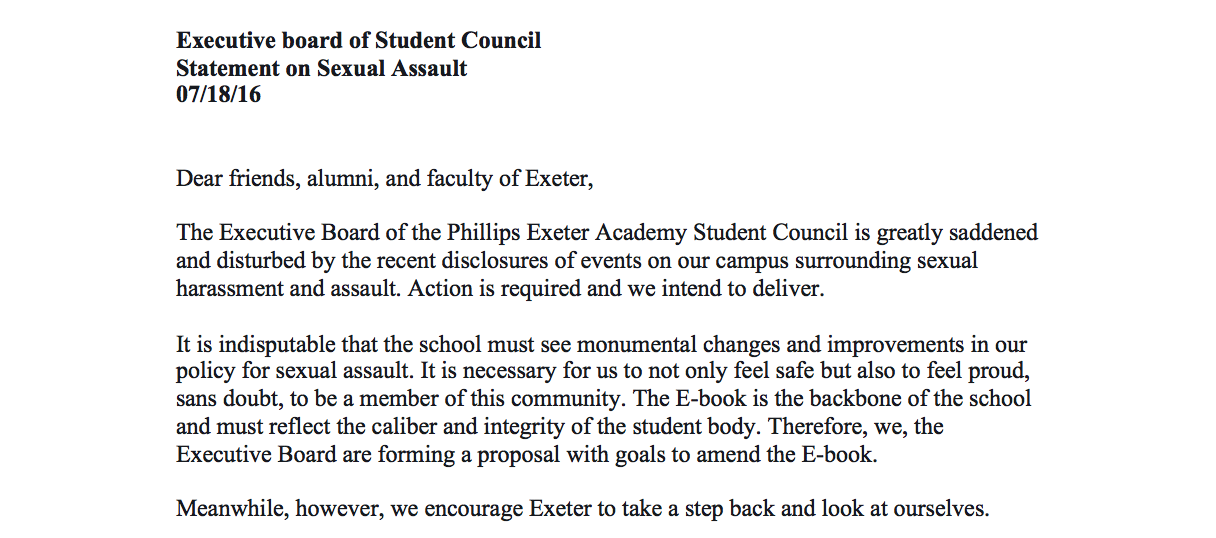 Executive board of Student Council
Statement on Sexual Assault
07/18/16
Dear friends, alumni, and faculty of Exeter,
The Executive Board of the Phillips Exeter Academy Student Council is greatly saddened
and disturbed by the recent disclosures of events on our campus surrounding sexual
harassment and assault. Action is required and we intend to deliver.
It is indisputable that the school must see monumental changes and improvements in our
policy for sexual assault. It is necessary for us to not only feel safe but also to feel proud,
sans doubt, to be a member of this community. The E-book is the backbone of the school
and must reflect the caliber and integrity of the student body. Therefore, we, the
Executive Board are forming a proposal with goals to amend the E-book.
Meanwhile, however, we encourage Exeter to take a step back and look at ourselves.